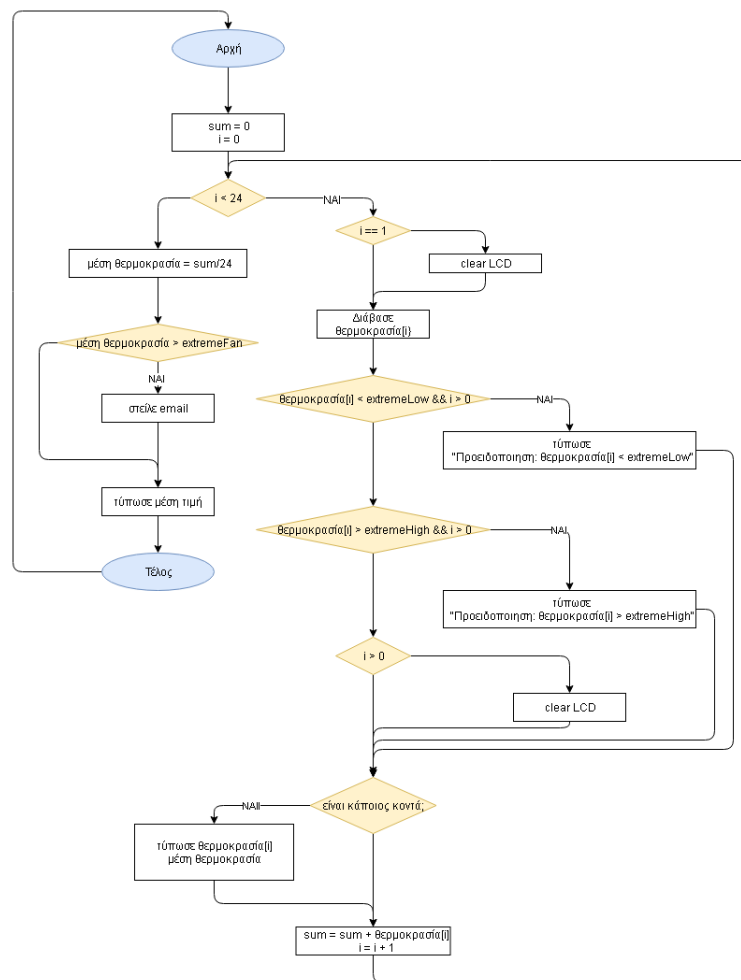 Αρχή
sum = 0
i = 0
i < 24
ΝΑΙ
i == 1
clear LCD
μέση θερμοκρασία = sum/24
Διάβασε
θερμοκρασία[i}
μέση θερμοκρασία > extremeFan
ΝΑΙ
στείλε email
θερμοκρασία[ι] < extremeLow && i > 0
ΝΑΙ
τύπωσε
"Προειδοποιηση: θερμοκρασία[i] < extremeLow"
τύπωσε μέση τιμή
Τέλος
θερμοκρασία[ι] > extremeHigh && i > 0
ΝΑΙ
τύπωσε
"Προειδοποιηση: θερμοκρασία[i] > extremeHigh"
i > 0
clear LCD
είναι κάποιος κοντά;
ΝΑΙΙ
τύπωσε θερμοκρασία[i]
μέση θερμοκρασία
sum = sum + θερμοκρασία[i]
i = i + 1